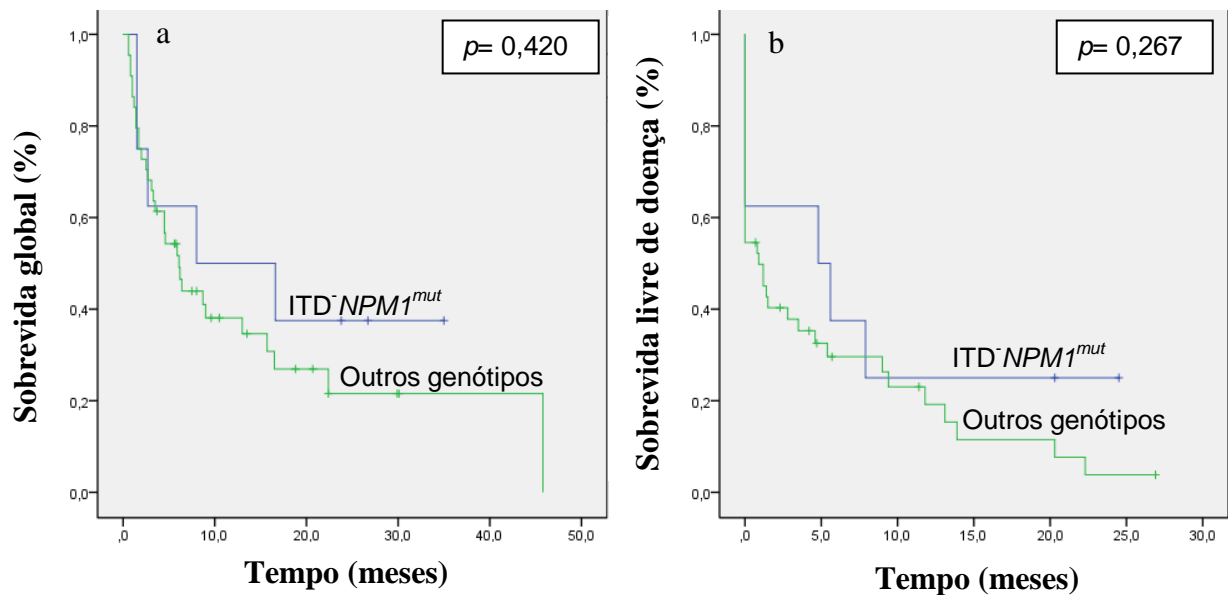 a
p= 0,420
Sobrevida global (%)
1,0
0,8
0,6
0,4
0,2
0,0
ITD⁻NPM1ᵐᵘᵗ
Outros genótipos
,0 10,0 20,0 30,0 40,0 50,0
Tempo (meses)
b
p= 0,267
Sobrevida livre de doença (%)
1,0
0,8
0,6
0,4
0,2
0,0
ITD⁻NPM1ᵐᵘᵗ
Outros genótipos
,0 5,0 10,0 15,0 20,0 25,0 30,0
Tempo (meses)